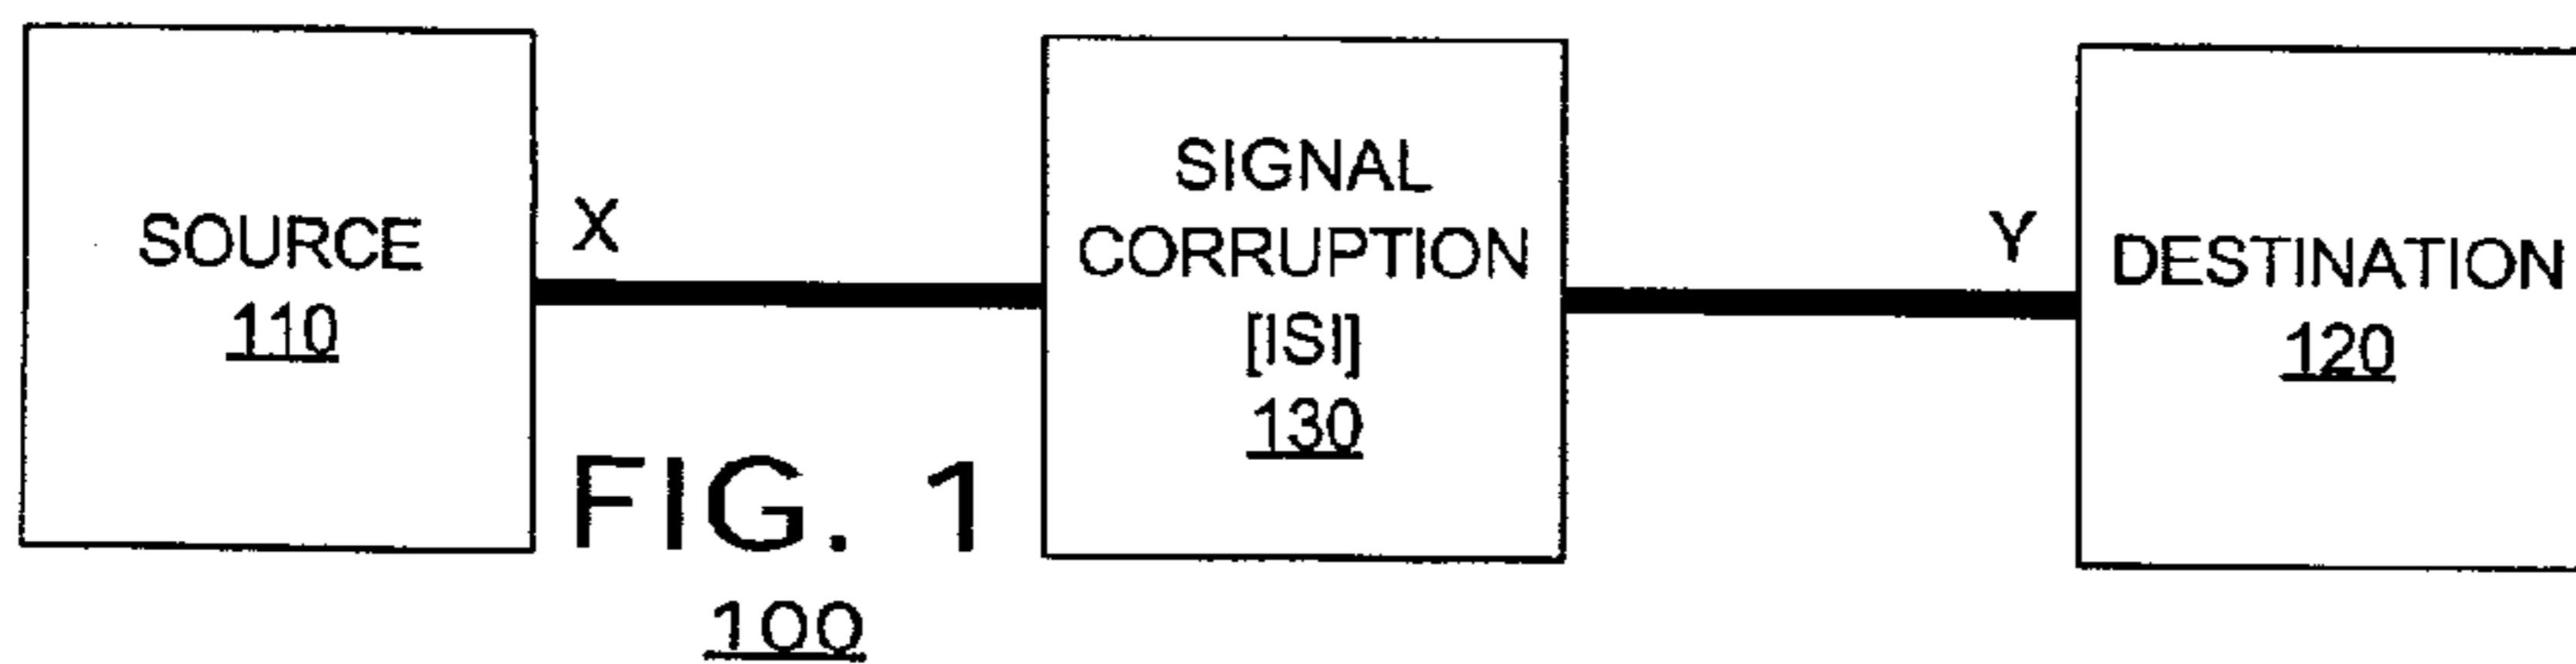 SOURCE
110
X
SIGNAL
CORRUPTION
[ISI]
130
Y
DESTINATION
120
FIG. 1
100